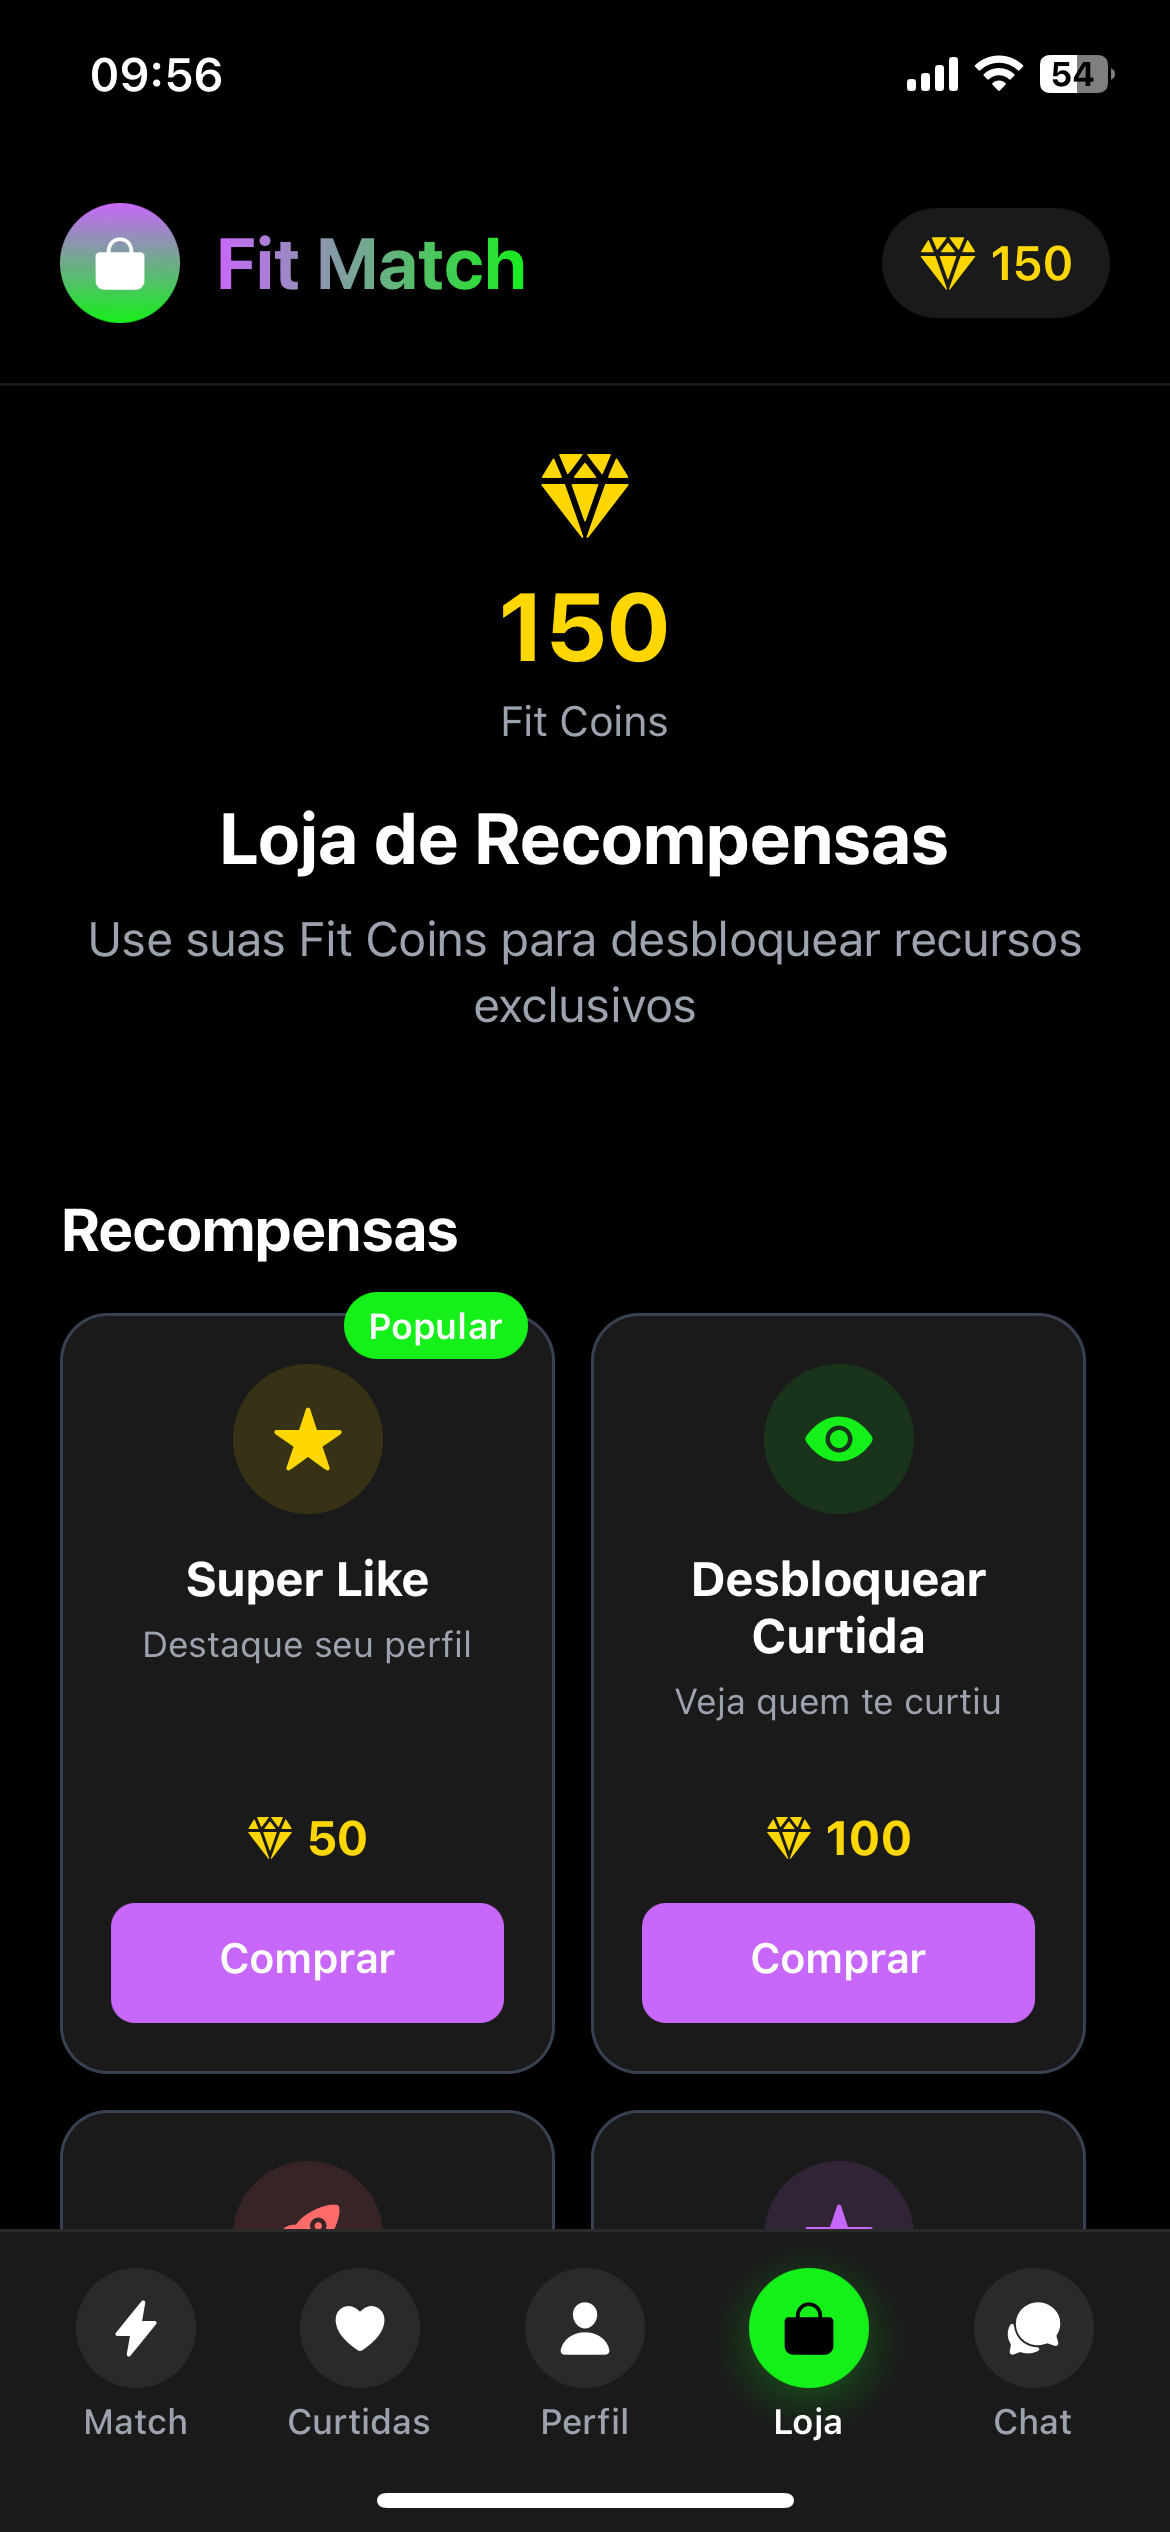 09:56
54
Fit Match
150
150
Fit Coins
Loja de Recompensas
Use suas Fit Coins para desbloquear recursos
exclusivos
Recompensas
Popular
Super Like
Destaque seu perfil
50
Comprar
Desbloquear
Curtida
Veja quem te curtiu
100
Comprar
Match
Curtidas
Perfil
Loja
Chat